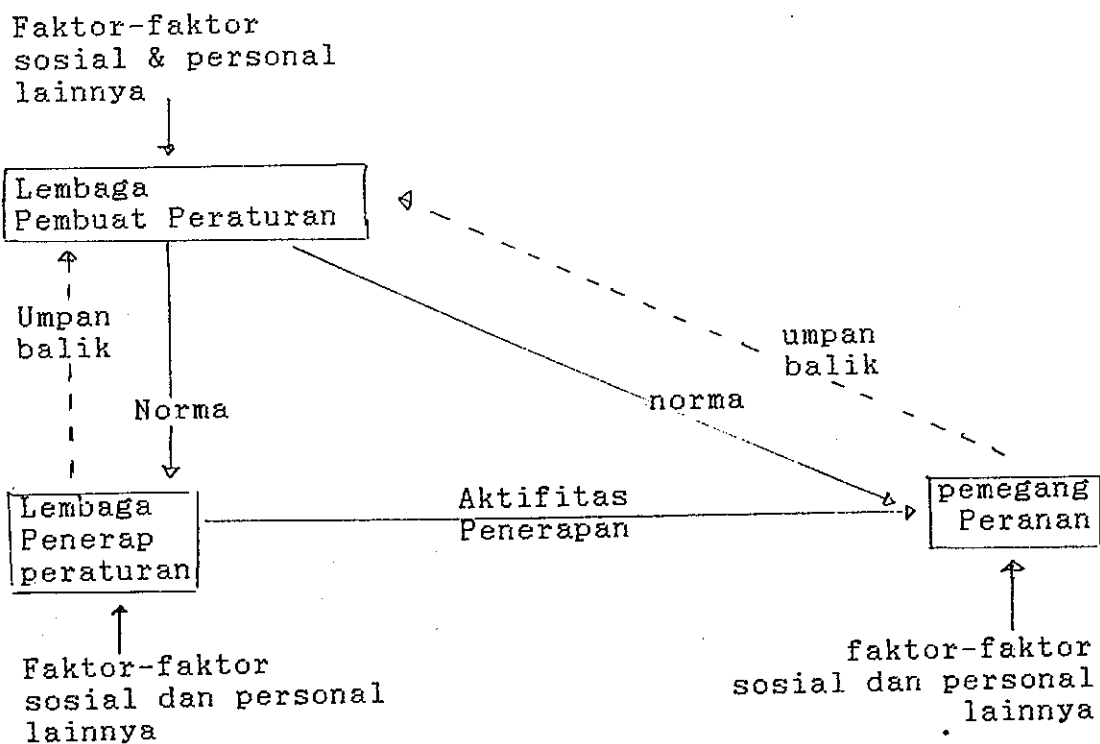 Faktor-faktor
sosial & personal
lainnya
Lembaga
Pembuat Peraturan
Umpan
balik
umpan
balik
Norma
norma
Lembaga
Penerap
peraturan
Aktifitas
Penerapan
pemegang
Peranan
Faktor-faktor
sosial dan personal
lainnya
faktor-faktor
sosial dan personal
lainnya